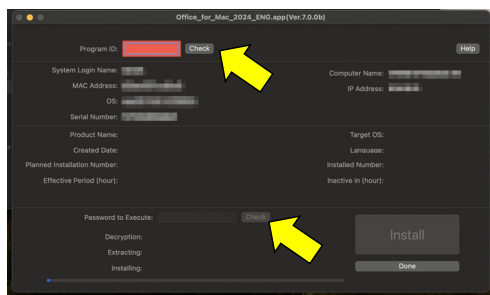 Office_for_Mac_2024_ENG.app(Ver.7.0.0b)
Program ID: Check Help
System Login Name: Computer Name:
MAC Address: IP Address:
OS:
Serial Number:
Product Name: Target OS:
Created Date: Language:
Planned Installation Number: Installed Number:
Effective Period (hour): Inactive in (hour):
Password to Execute: Check
Decryption: Install
Extracting:
Installing: Done